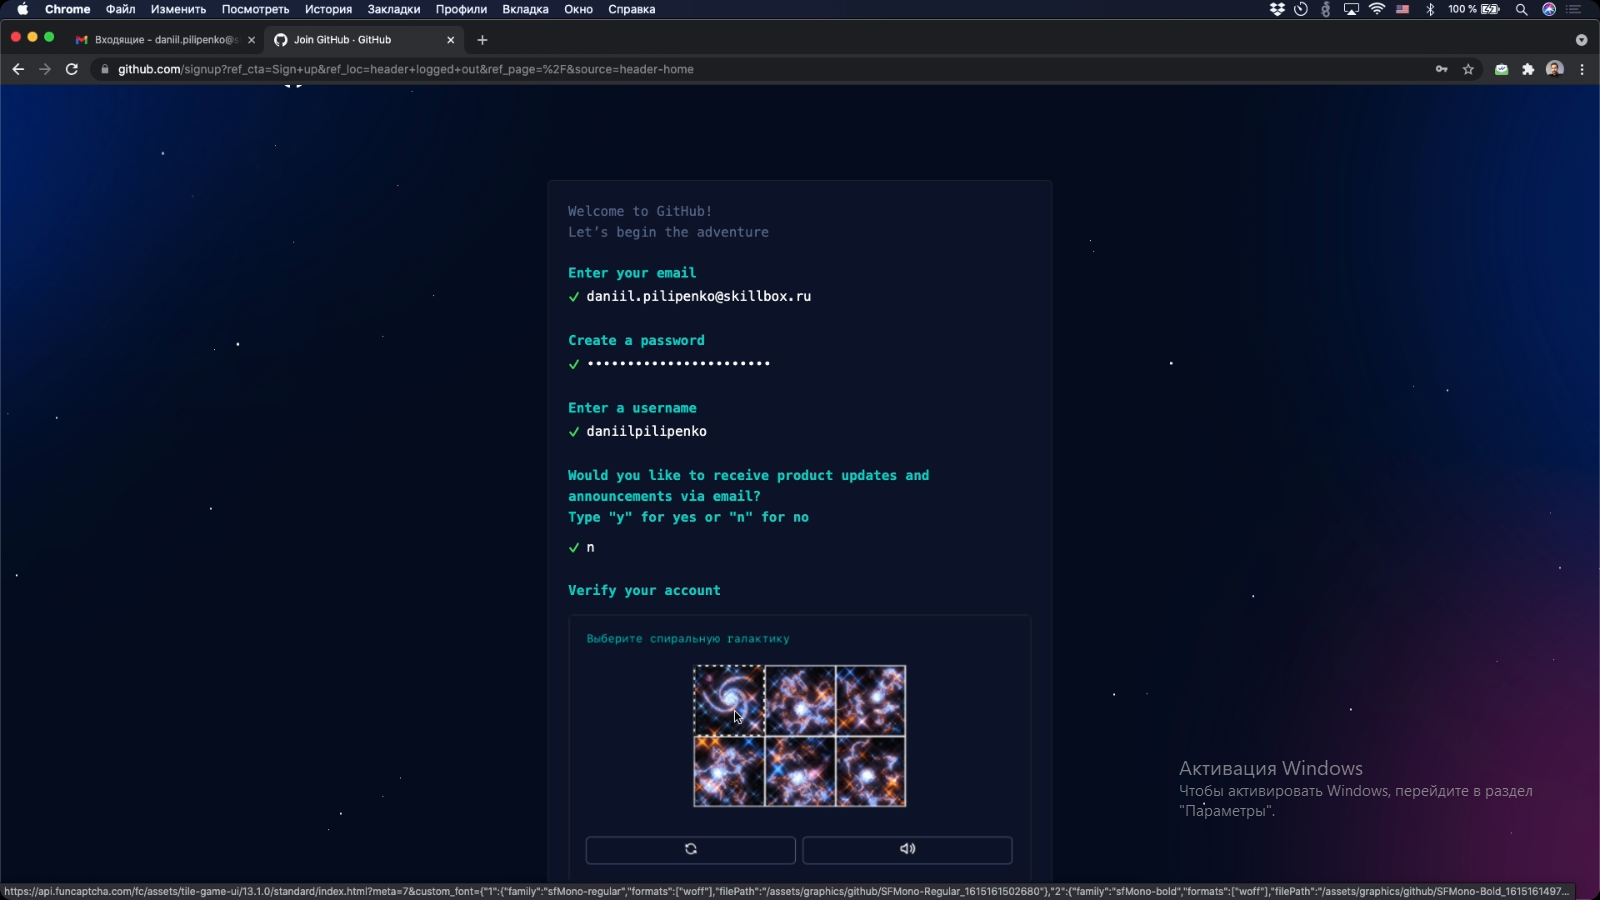 Chrome Файл Изменить Посмотреть История Закладки Профили Вкладка Окно Справка 100 %
Входящие - daniil.pilipenko@s
Join GitHub · GitHub
github.com/signup?ref_cta=Sign+up&ref_loc=header+logged+out&ref_page=%2F&source=header-home
Welcome to GitHub!
Let's begin the adventure
Enter your email
✓ daniil.pilipenko@skillbox.ru
Create a password
✓ •••••••••••••••••••••••
Enter a username
✓ daniilpilipenko
Would you like to receive product updates and
announcements via email?
Type "y" for yes or "n" for no
✓ n
Verify your account
Выберите спиральную галактику
Активация Windows
Чтобы активировать Windows, перейдите в раздел
"Параметры".
https://api.funcaptcha.com/fc/assets/tile-game-ui/13.1.0/standard/index.html?meta=7&custom_font={"1":{"family":"sfMono-regular","formats":["woff"],"filePath":"/assets/graphics/github/SFMono-Regular_1615161502680"},"2":{"family":"sfMono-bold","formats":["woff"],"filePath":"/assets/graphics/github/SFMono-Bold_1615161497...